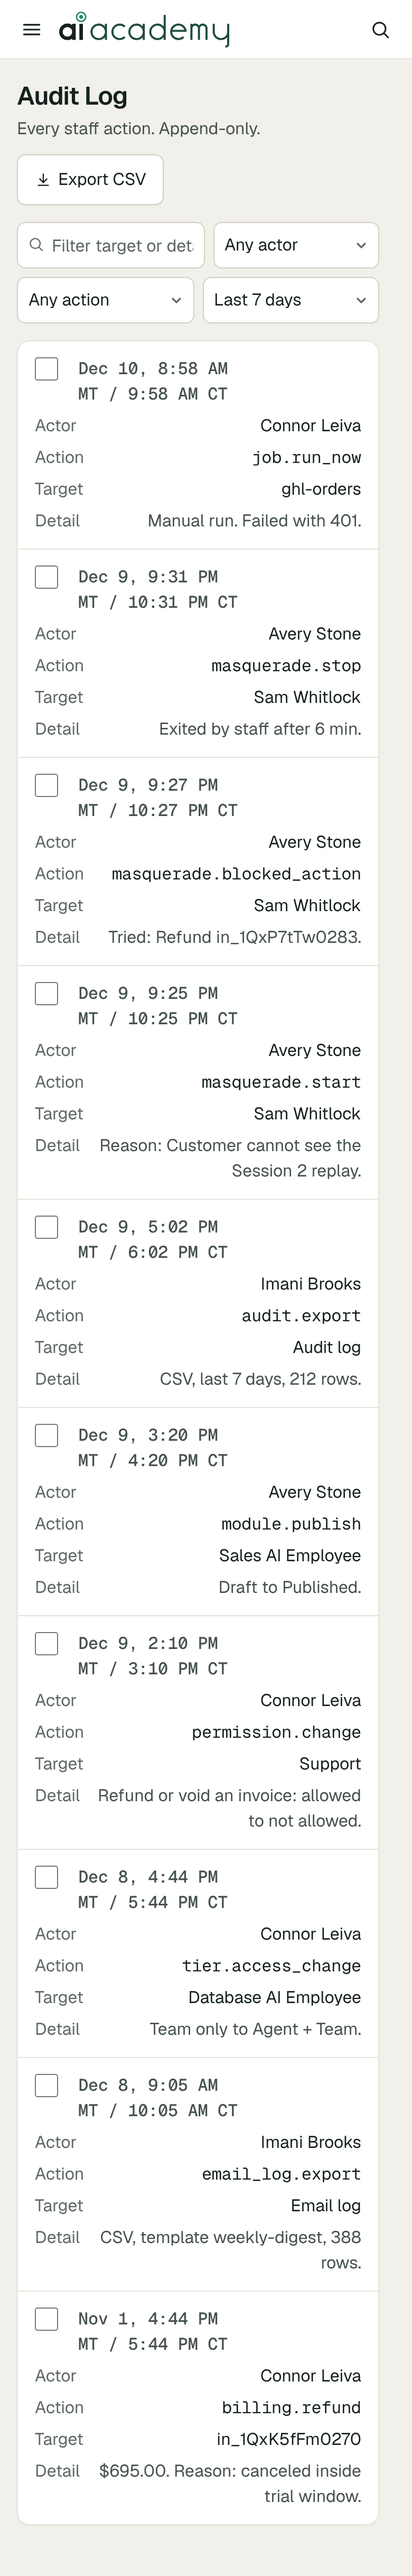 ai academy
Audit Log
Every staff action. Append-only.
Export CSV
Filter target or deta
Any actor
Any action
Last 7 days
Dec 10, 8:58 AM
MT / 9:58 AM CT
Actor Connor Leiva
Action job.run_now
Target ghl-orders
Detail Manual run. Failed with 401.
Dec 9, 9:31 PM
MT / 10:31 PM CT
Actor Avery Stone
Action masquerade.stop
Target Sam Whitlock
Detail Exited by staff after 6 min.
Dec 9, 9:27 PM
MT / 10:27 PM CT
Actor Avery Stone
Action masquerade.blocked_action
Target Sam Whitlock
Detail Tried: Refund in_1QxP7tTw0283.
Dec 9, 9:25 PM
MT / 10:25 PM CT
Actor Avery Stone
Action masquerade.start
Target Sam Whitlock
Detail Reason: Customer cannot see the
Session 2 replay.
Dec 9, 5:02 PM
MT / 6:02 PM CT
Actor Imani Brooks
Action audit.export
Target Audit log
Detail CSV, last 7 days, 212 rows.
Dec 9, 3:20 PM
MT / 4:20 PM CT
Actor Avery Stone
Action module.publish
Target Sales AI Employee
Detail Draft to Published.
Dec 9, 2:10 PM
MT / 3:10 PM CT
Actor Connor Leiva
Action permission.change
Target Support
Detail Refund or void an invoice: allowed
to not allowed.
Dec 8, 4:44 PM
MT / 5:44 PM CT
Actor Connor Leiva
Action tier.access_change
Target Database AI Employee
Detail Team only to Agent + Team.
Dec 8, 9:05 AM
MT / 10:05 AM CT
Actor Imani Brooks
Action email_log.export
Target Email log
Detail CSV, template weekly-digest, 388
rows.
Nov 1, 4:44 PM
MT / 5:44 PM CT
Actor Connor Leiva
Action billing.refund
Target in_1QxK5fFm0270
Detail $695.00. Reason: canceled inside
trial window.